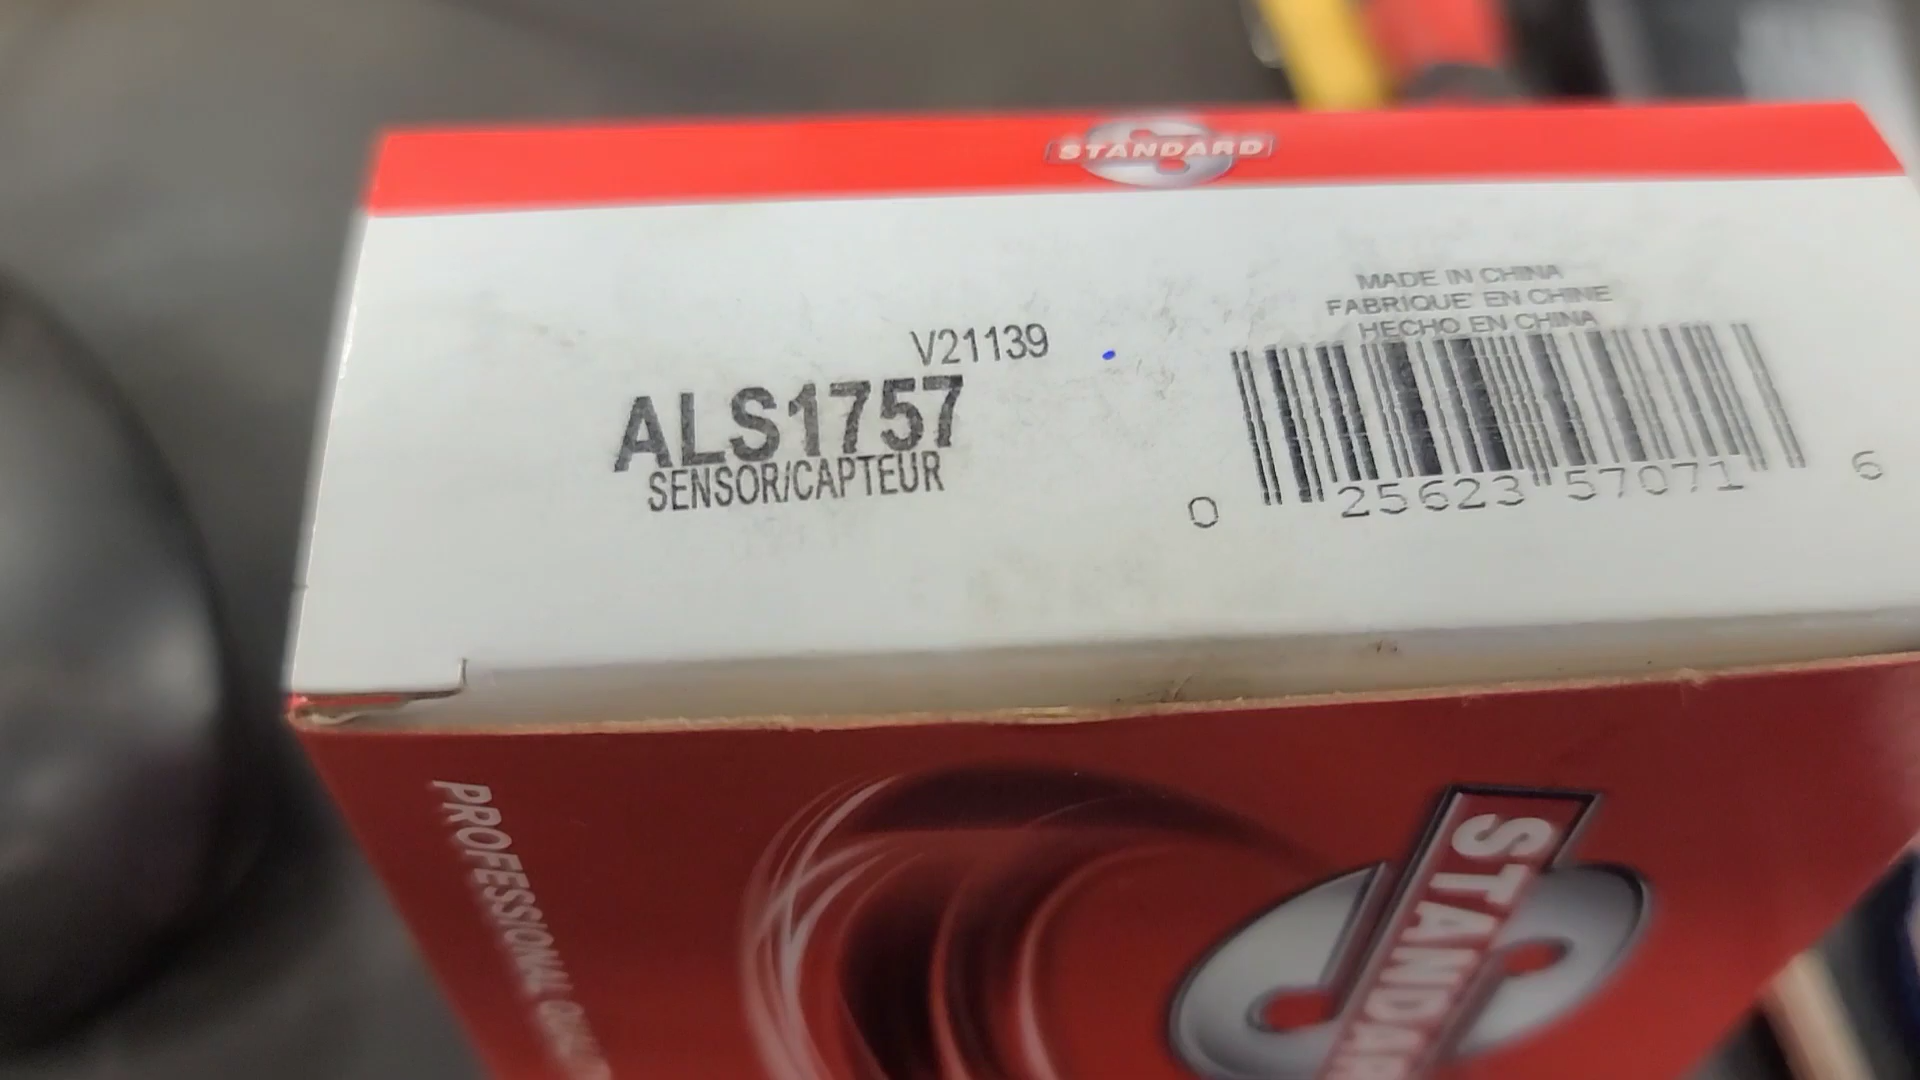 STANDARD
MADE IN CHINA
FABRIQUE' EN CHINE
HECHO EN CHINA
V21139
ALS1757
SENSOR/CAPTEUR
0 25623 57071 6
PROFESSIONAL
STANDAR